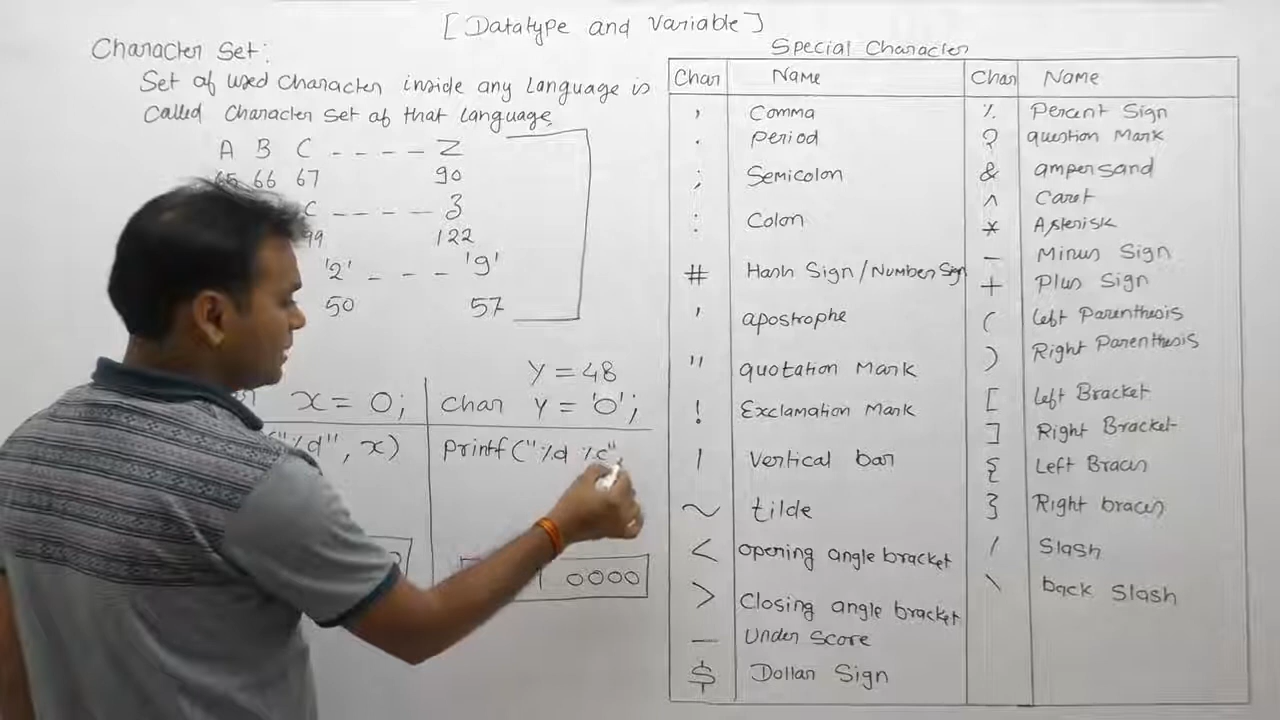 [Datatype and Variable]
Character Set:
Set of used Character inside any Language is
Called Character Set of that Language.
A B C - - - - Z
65 66 67 90
C - - - - z
99 122
'2' - - - '9'
50 57
Y = 48
x = 0; char Y = '0';
("%d", x) printf("%d %c",
0000
Special Character
Char Name Char Name
, Comma % Percent Sign
. Period ? question Mark
; Semicolon & ampersand
: Colon ^ Caret
# Hash Sign/Number Sign * Asterisk
' apostrophe - Minus Sign
" quotation Mark + Plus Sign
! Exclamation Mark ( Left Parenthesis
| Vertical bar ) Right Parenthesis
~ tilde [ left Bracket
< opening angle bracket ] Right Bracket
> Closing angle bracket { Left Braces
_ Under Score } Right braces
$ Dollar Sign / Slash
\ back Slash